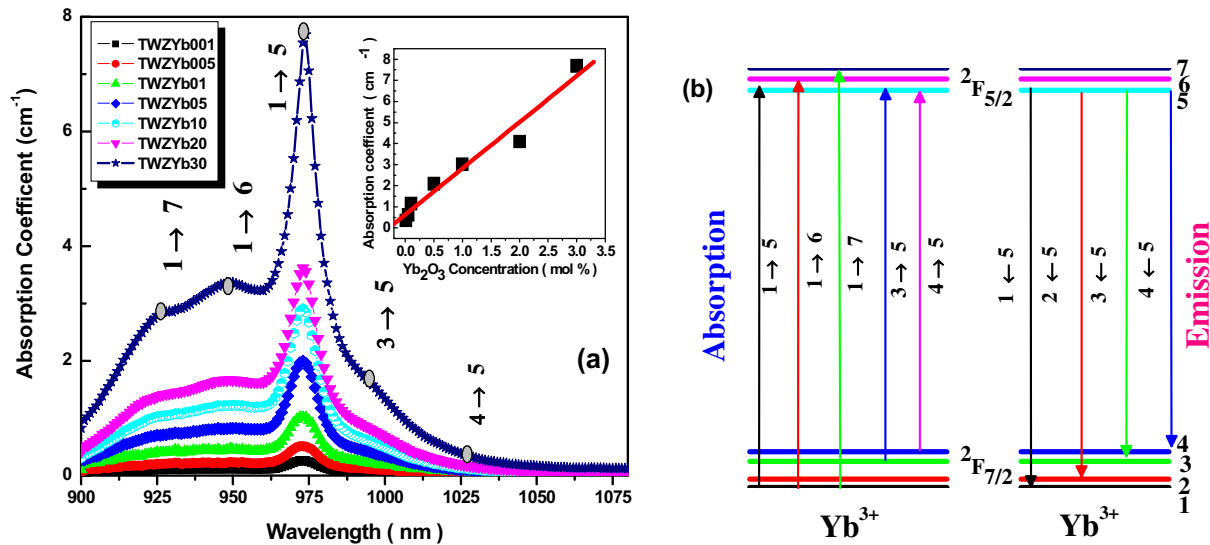 8
6
4
2
0
Absorption Coefficent (cm-1)
900 925 950 975 1000 1025 1050 1075
Wavelength ( nm )
TWZYb001
TWZYb005
TWZYb01
TWZYb05
TWZYb10
TWZYb20
TWZYb30
1→7
1→6
1→5
3→5
4→5
(a)
8
7
6
5
4
3
2
1
0
Absorption coefficent ( cm -1)
0.0 0.5 1.0 1.5 2.0 2.5 3.0 3.5
Yb2O3 Concentration ( mol % )
(b)
Absorption
2F5/2
7
6
5
1→5
1→6
1→7
3→5
4→5
1←5
2←5
3←5
4←5
Emission
2F7/2
4
3
2
1
Yb3+
Yb3+